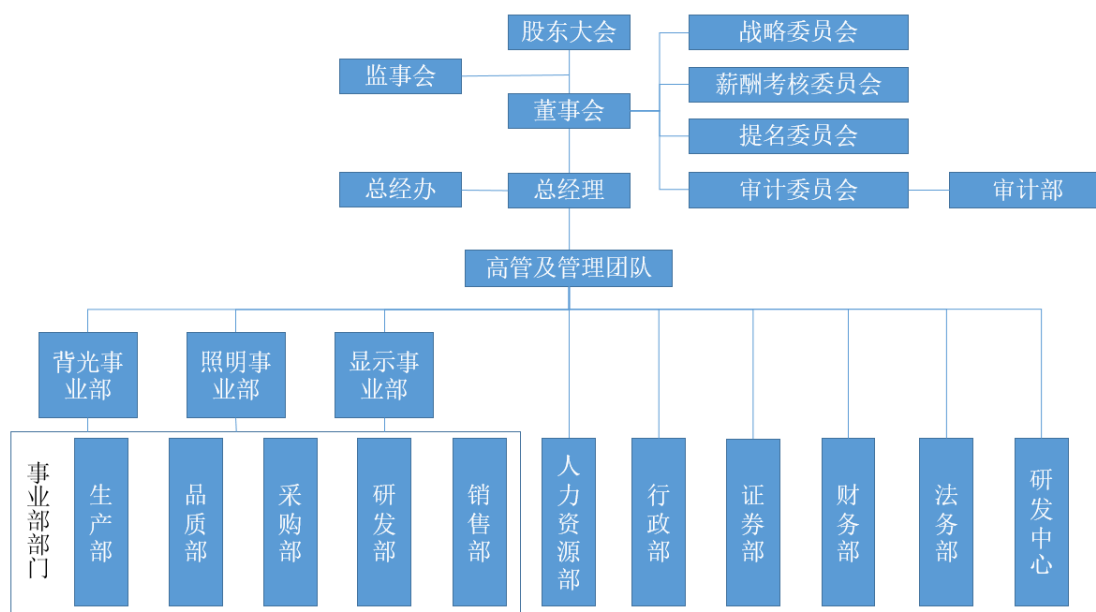 股东大会
战略委员会
监事会
薪酬考核委员会
董事会
提名委员会
总经办
总经理
审计委员会
审计部
高管及管理团队
背光事
业部
照明事
业部
显示事
业部
事业部部门
生产部
品质部
采购部
研发部
销售部
人力资源部
行政部
证券部
财务部
法务部
研发中心